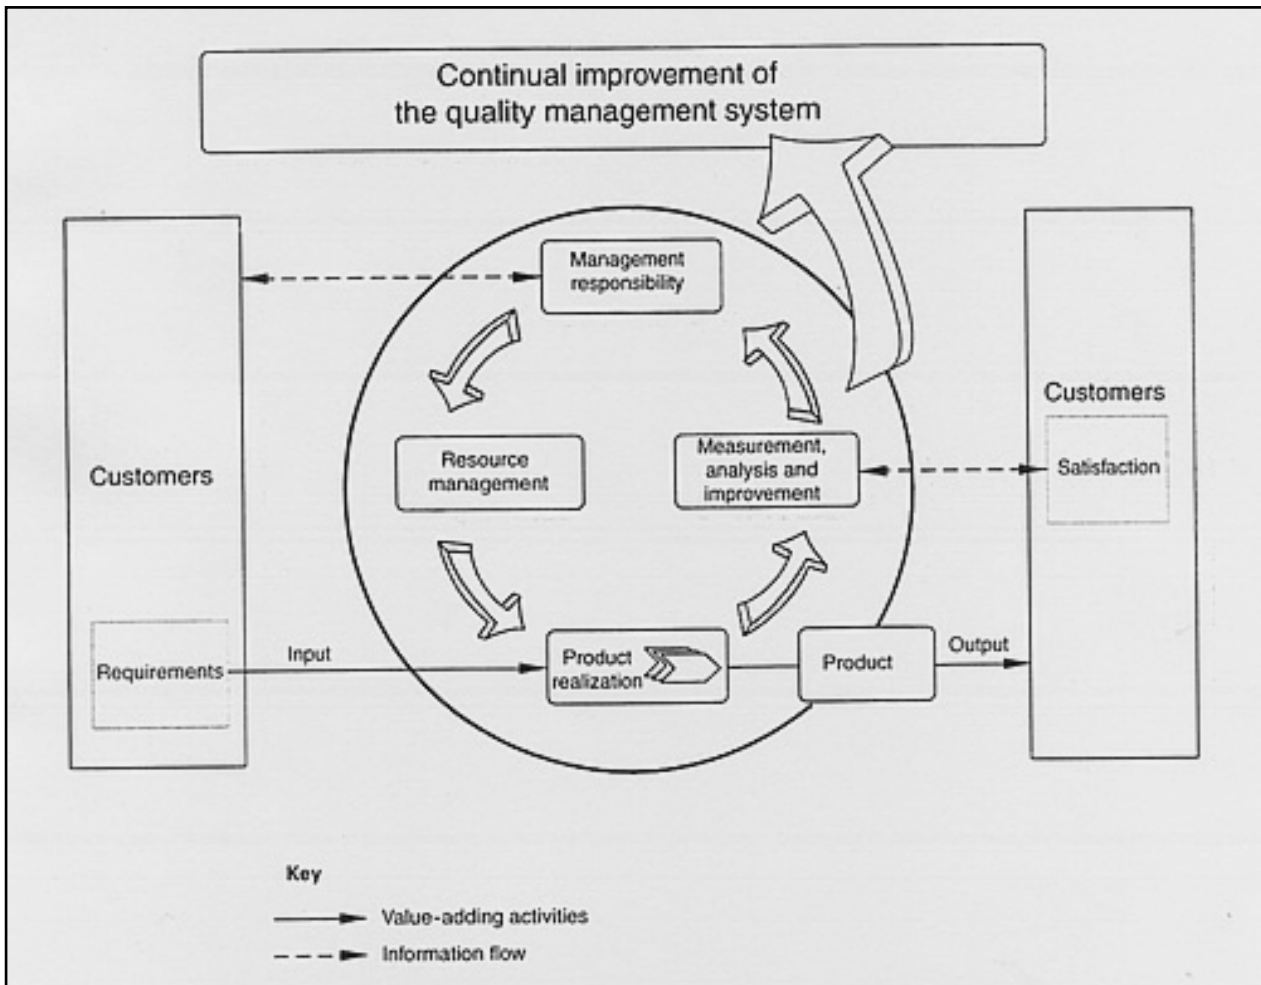 Continual improvement of
the quality management system
Management
responsibility
Customers
Resource
management
Measurement,
analysis and
improvement
Customers
Satisfaction
Requirements
Input
Product
realization
Product
Output
Key
Value-adding activities
Information flow